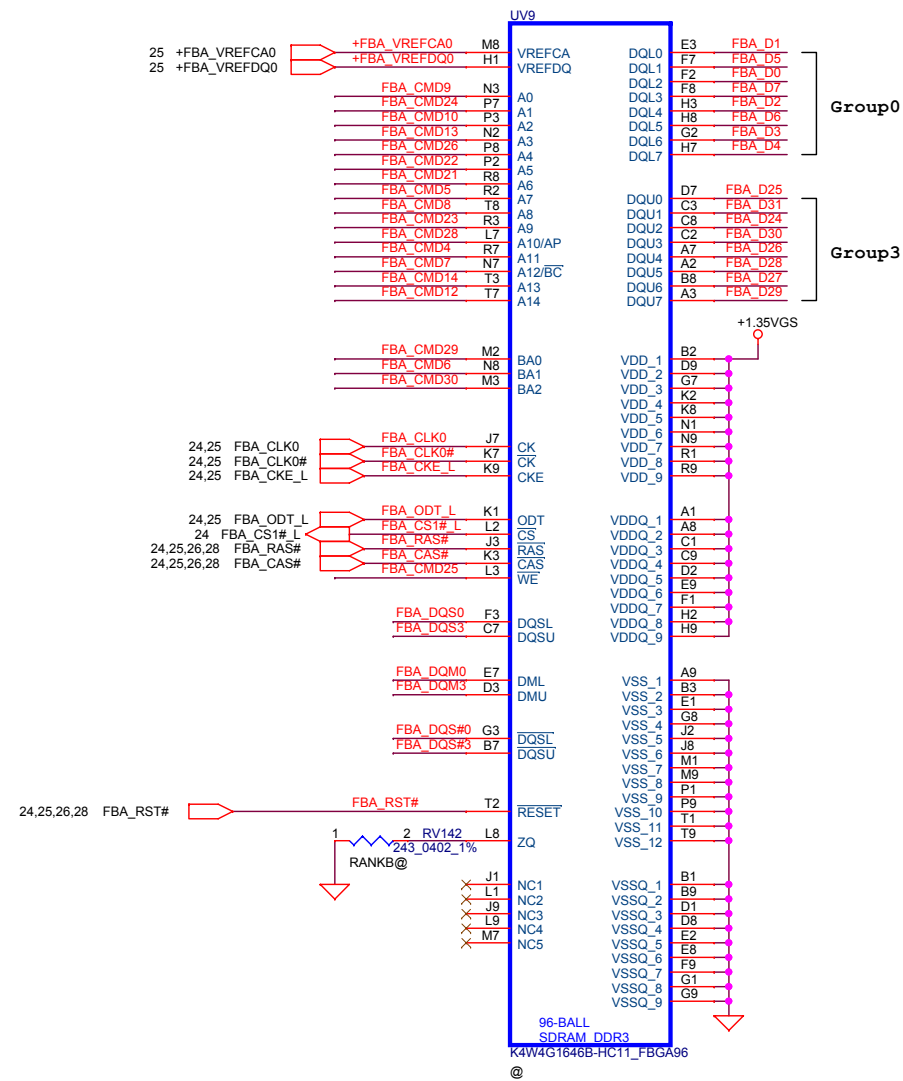 UV9
25 +FBA_VREFCA0 +FBA_VREFCA0 M8 VREFCA DQL0 E3 FBA_D1
25 +FBA_VREFDQ0 +FBA_VREFDQ0 H1 VREFDQ DQL1 F7 FBA_D5
DQL2 F2 FBA_D0
FBA_CMD9 N3 A0 DQL3 F8 FBA_D7
FBA_CMD24 P7 A1 DQL4 H3 FBA_D2
Group0
FBA_CMD10 P3 A2 DQL5 H8 FBA_D6
FBA_CMD13 N2 A3 DQL6 G2 FBA_D3
FBA_CMD26 P8 A4 DQL7 H7 FBA_D4
FBA_CMD22 P2 A5
FBA_CMD21 R8 A6
FBA_CMD5 R2 A7 DQU0 D7 FBA_D25
FBA_CMD8 T8 A8 DQU1 C3 FBA_D31
FBA_CMD23 R3 A9 DQU2 C8 FBA_D24
FBA_CMD28 L7 A10/AP DQU3 C2 FBA_D30
FBA_CMD4 R7 A11 DQU4 A7 FBA_D26
Group3
FBA_CMD7 N7 A12/BC DQU5 A2 FBA_D28
FBA_CMD14 T3 A13 DQU6 B8 FBA_D27
FBA_CMD12 T7 A14 DQU7 A3 FBA_D29
+1.35VGS
FBA_CMD29 M2 BA0 VDD_1 B2
FBA_CMD6 N8 BA1 VDD_2 D9
FBA_CMD30 M3 BA2 VDD_3 G7
VDD_4 K2
VDD_5 K8
VDD_6 N1
24,25 FBA_CLK0 FBA_CLK0 J7 CK VDD_7 N9
24,25 FBA_CLK0# FBA_CLK0# K7 CK VDD_8 R1
24,25 FBA_CKE_L FBA_CKE_L K9 CKE VDD_9 R9
24,25 FBA_ODT_L FBA_ODT_L K1 ODT VDDQ_1 A1
24 FBA_CS1#_L FBA_CS1#_L L2 CS VDDQ_2 A8
24,25,26,28 FBA_RAS# FBA_RAS# J3 RAS VDDQ_3 C1
24,25,26,28 FBA_CAS# FBA_CAS# K3 CAS VDDQ_4 C9
FBA_CMD25 L3 WE VDDQ_5 D2
VDDQ_6 E9
VDDQ_7 F1
FBA_DQS0 F3 DQSL VDDQ_8 H2
FBA_DQS3 C7 DQSU VDDQ_9 H9
FBA_DQM0 E7 DML VSS_1 A9
FBA_DQM3 D3 DMU VSS_2 B3
VSS_3 E1
VSS_4 G8
FBA_DQS#0 G3 DQSL VSS_5 J2
FBA_DQS#3 B7 DQSU VSS_6 J8
VSS_7 M1
VSS_8 M9
VSS_9 P1
24,25,26,28 FBA_RST# FBA_RST# T2 RESET VSS_10 P9
VSS_11 T1
1 2 RV142 L8 ZQ VSS_12 T9
243_0402_1%
RANKB@
J1 NC1 VSSQ_1 B1
L1 NC2 VSSQ_2 B9
J9 NC3 VSSQ_3 D1
L9 NC4 VSSQ_4 D8
M7 NC5 VSSQ_5 E2
VSSQ_6 E8
VSSQ_7 F9
VSSQ_8 G1
VSSQ_9 G9
96-BALL
SDRAM_DDR3
K4W4G1646B-HC11_FBGA96
@